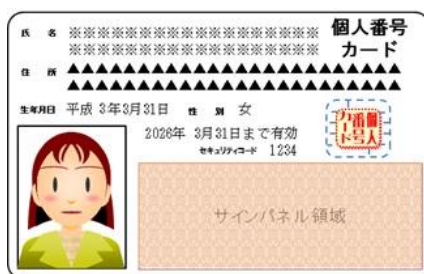 氏 名 ※※※※※※※※※※※※※※※※※※ 個人番号
※※※※※※※※※※※※※※※※※※ カード
住 所 ▲▲▲▲▲▲▲▲▲▲▲▲▲▲▲▲▲▲▲▲
▲▲▲▲▲▲▲▲▲▲▲▲▲▲▲▲▲▲▲▲
生年月日 平成 3年3月31日 性 別 女
2026年 3月31日まで有効
セキュリティコード 1234
個人番号カード
サインパネル領域